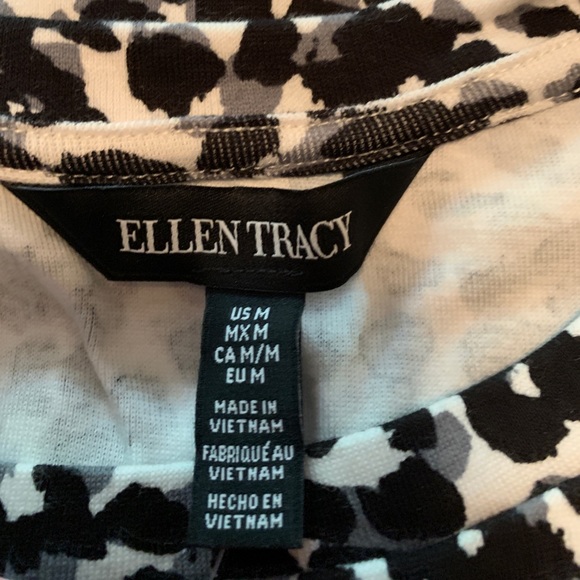 ELLEN TRACY
US M
MX M
CA M/M
EU M
MADE IN
VIETNAM
FABRIQUÉ AU
VIETNAM
HECHO EN
VIETNAM